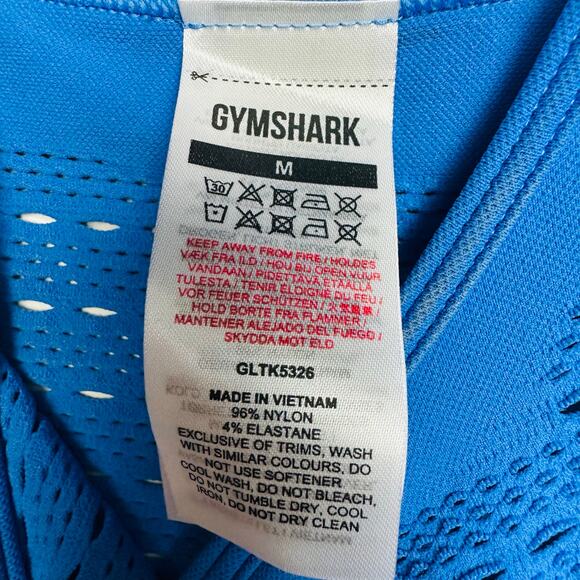 GYMSHARK
M
30
KEEP AWAY FROM FIRE / HOLDES
VÆK FRA ILD / HOU BIJ OPEN VUUR
VANDAAN / PIDETTÄVÄ ETÄÄLLÄ
TULESTA / TENIR ÉLOIGNÉ DU FEU /
VOR FEUER SCHÜTZEN / 火気厳禁 /
HOLD BORTE FRA FLAMMER /
MANTENER ALEJADO DEL FUEGO /
SKYDDA MOT ELD
GLTK5326
MADE IN VIETNAM
96% NYLON
4% ELASTANE
EXCLUSIVE OF TRIMS, WASH
WITH SIMILAR COLOURS, DO
NOT USE SOFTENER
COOL WASH, DO NOT BLEACH,
DO NOT TUMBLE DRY, COOL
IRON, DO NOT DRY CLEAN